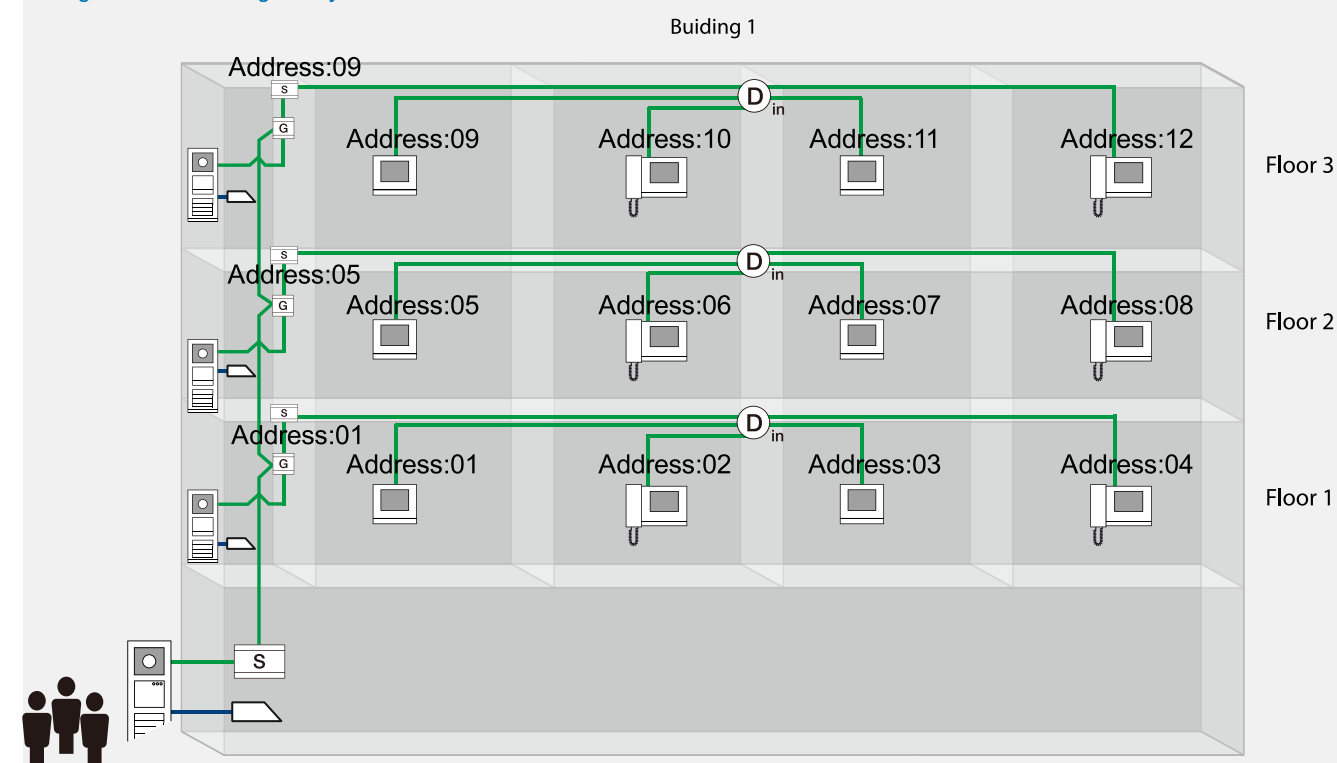 Buiding 1
Address:09
S
D
in
G
Address:09
Address:10
Address:11
Address:12
Floor 3
S
D
in
Address:05
G
Address:05
Address:06
Address:07
Address:08
Floor 2
S
D
in
Address:01
G
Address:01
Address:02
Address:03
Address:04
Floor 1
S